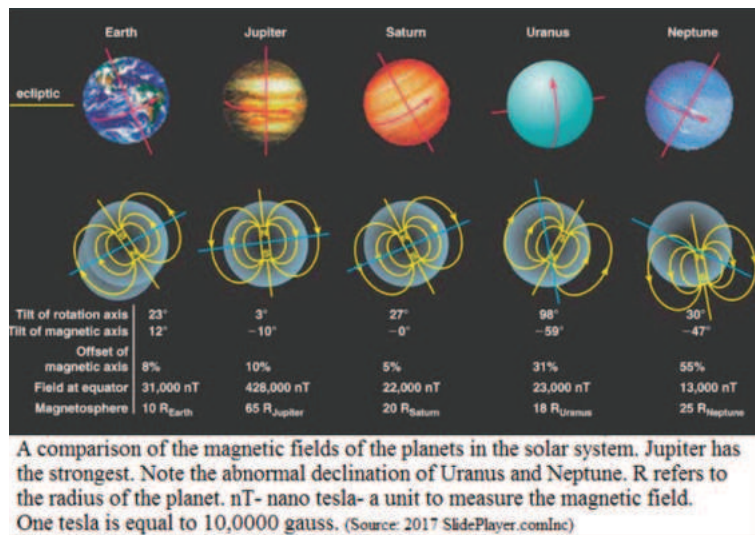 Earth Jupiter Saturn Uranus Neptune
ecliptic
Tilt of rotation axis 23° 3° 27° 98° 30°
Tilt of magnetic axis 12° –10° –0° –59° –47°
Offset of
magnetic axis 8% 10% 5% 31% 55%
Field at equator 31,000 nT 428,000 nT 22,000 nT 23,000 nT 13,000 nT
Magnetosphere 10 REarth 65 RJupiter 20 RSaturn 18 RUranus 25 RNeptune
A comparison of the magnetic fields of the planets in the solar system. Jupiter has
the strongest. Note the abnormal declination of Uranus and Neptune. R refers to
the radius of the planet. nT- nano tesla- a unit to measure the magnetic field.
One tesla is equal to 10,0000 gauss. (Source: 2017 SlidePlayer.comInc)